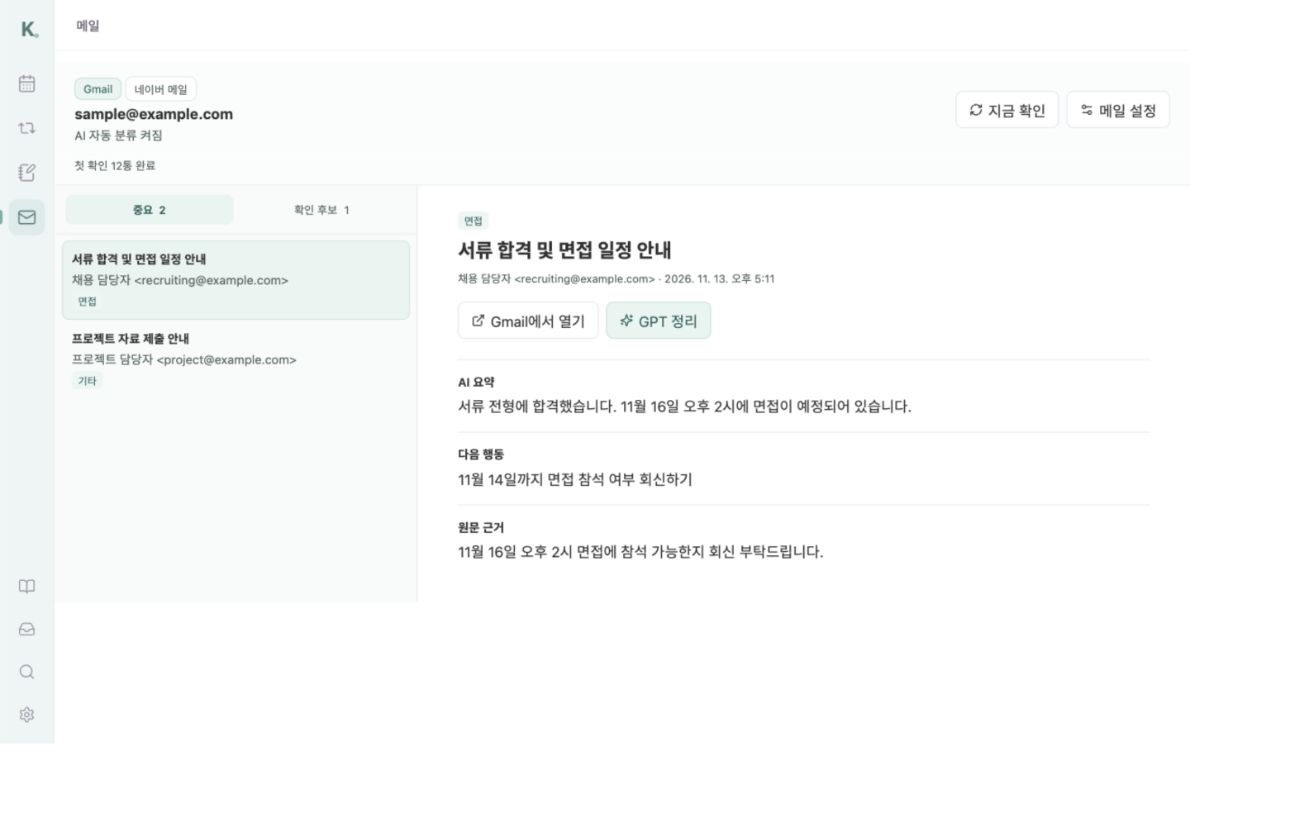 K.
메일
Gmail 네이버 메일
sample@example.com
AI 자동 분류 켜짐
첫 확인 12통 완료
지금 확인 메일 설정
중요 2 확인 후보 1
서류 합격 및 면접 일정 안내
채용 담당자 <recruiting@example.com>
면접
프로젝트 자료 제출 안내
프로젝트 담당자 <project@example.com>
기타
면접
서류 합격 및 면접 일정 안내
채용 담당자 <recruiting@example.com> · 2026. 11. 13. 오후 5:11
Gmail에서 열기 GPT 정리
AI 요약
서류 전형에 합격했습니다. 11월 16일 오후 2시에 면접이 예정되어 있습니다.
다음 행동
11월 14일까지 면접 참석 여부 회신하기
원문 근거
11월 16일 오후 2시 면접에 참석 가능한지 회신 부탁드립니다.